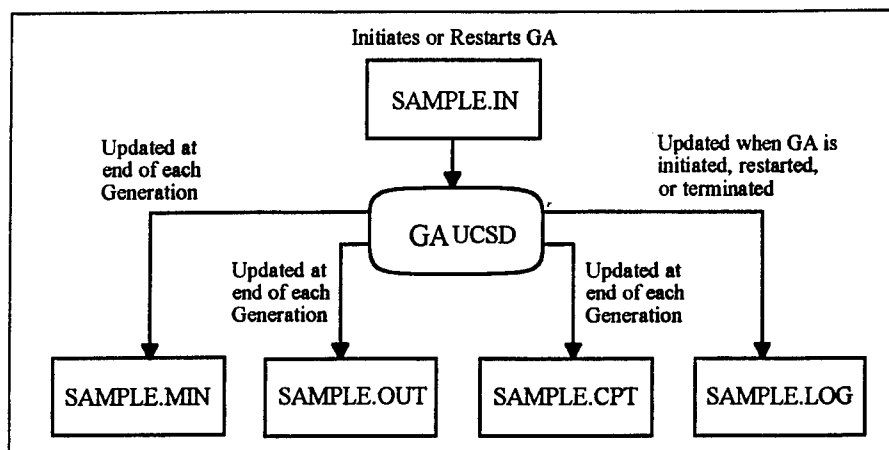 Initiates or Restarts GA
SAMPLE.IN
Updated at
end of each
Generation
Updated when GA is
initiated, restarted,
or terminated
GA UCSD
Updated at
end of each
Generation
Updated at
end of each
Generation
SAMPLE.MIN
SAMPLE.OUT
SAMPLE.CPT
SAMPLE.LOG